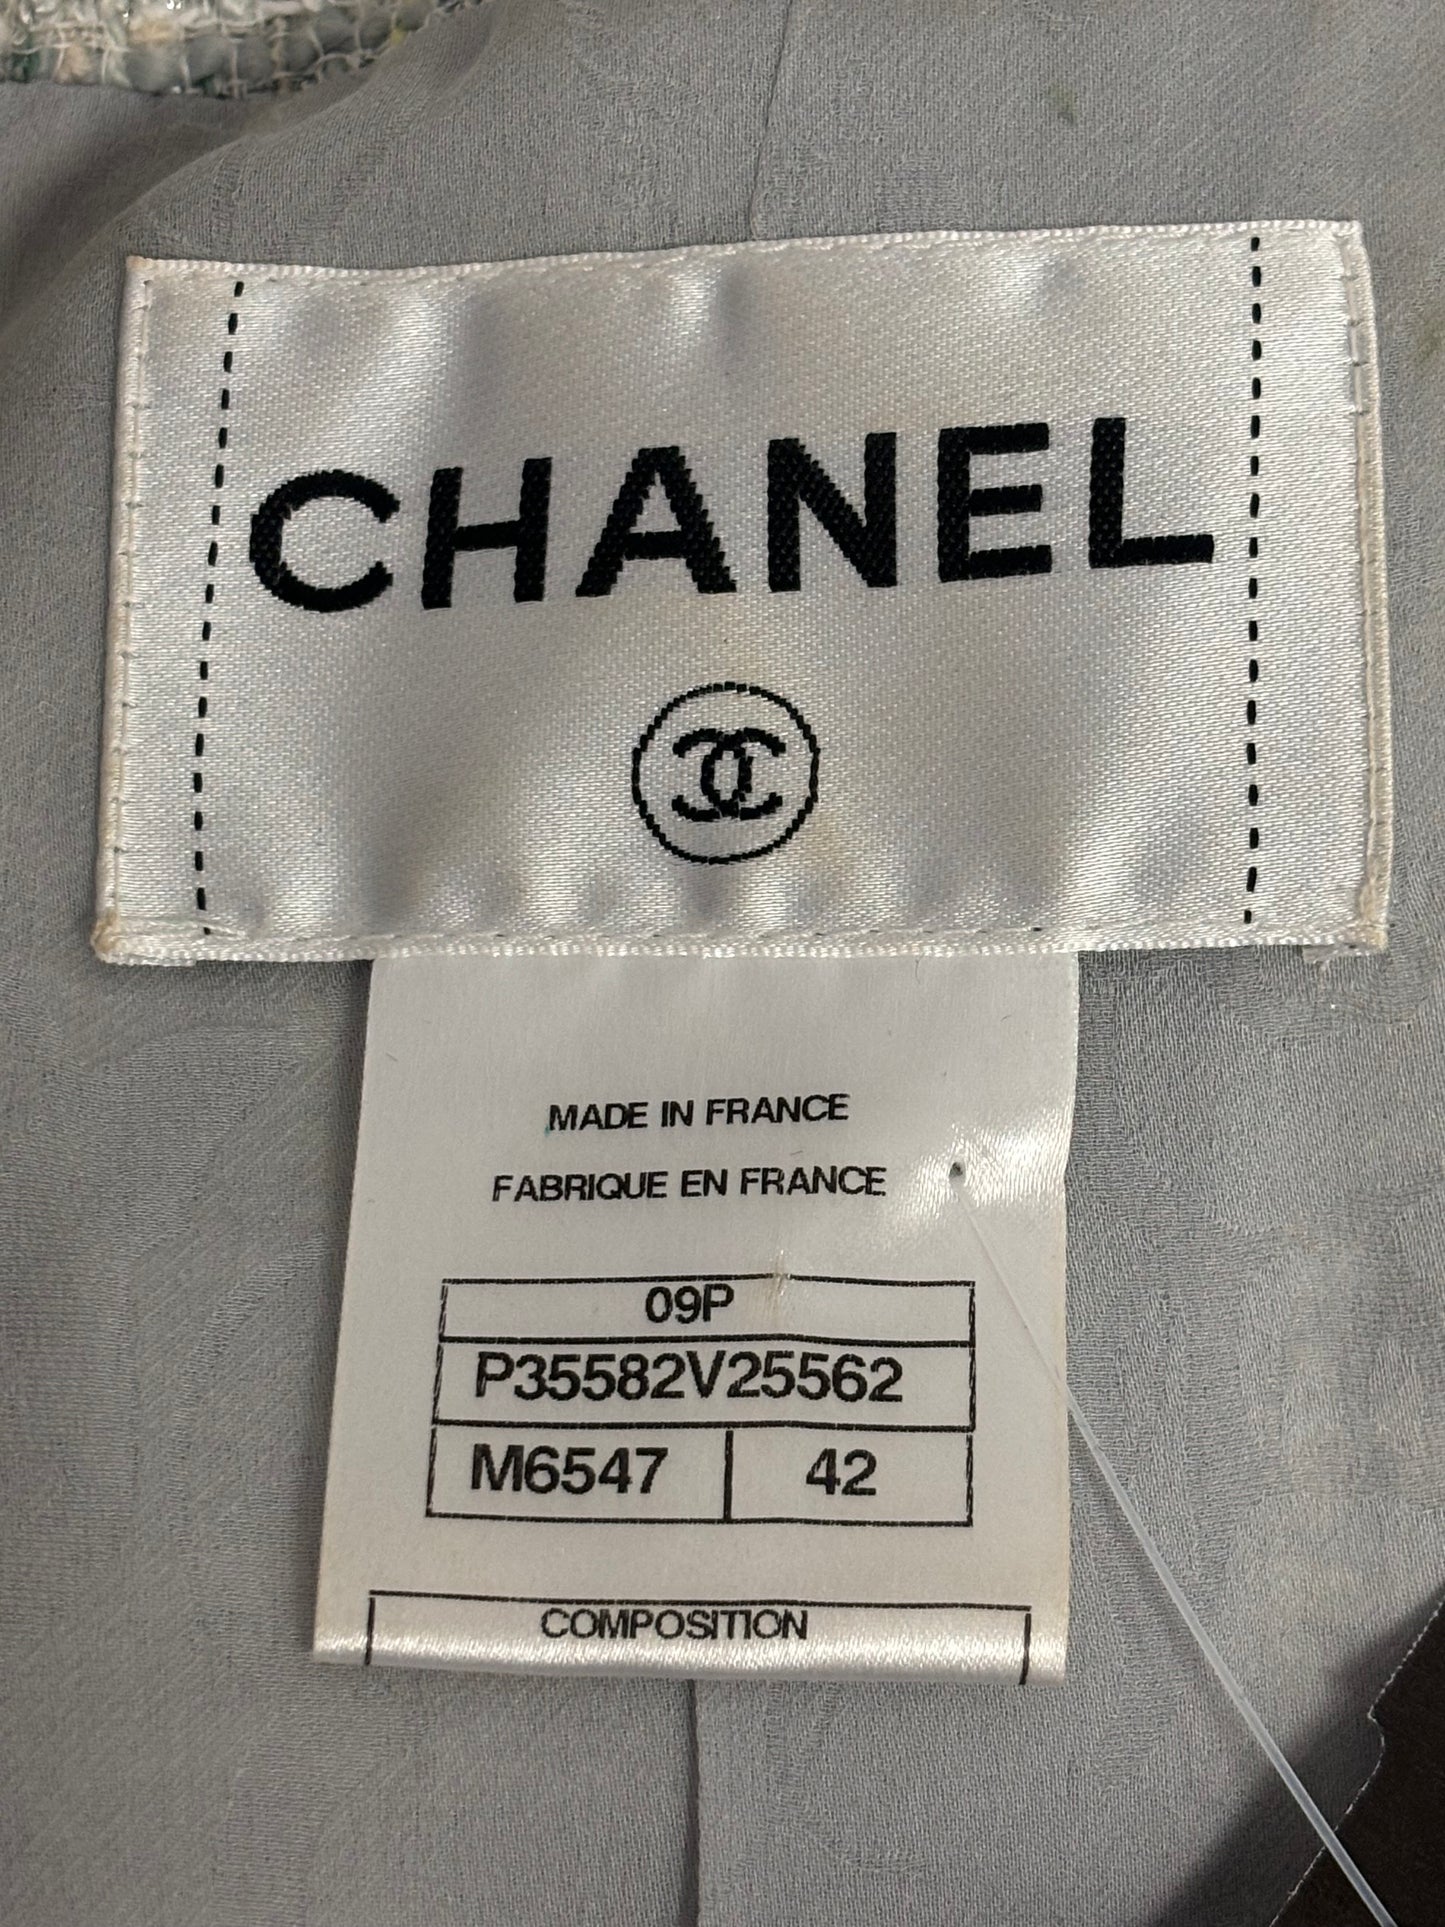 CHANEL
MADE IN FRANCE
FABRIQUE EN FRANCE
09P
P35582V25562
M6547 42
COMPOSITION